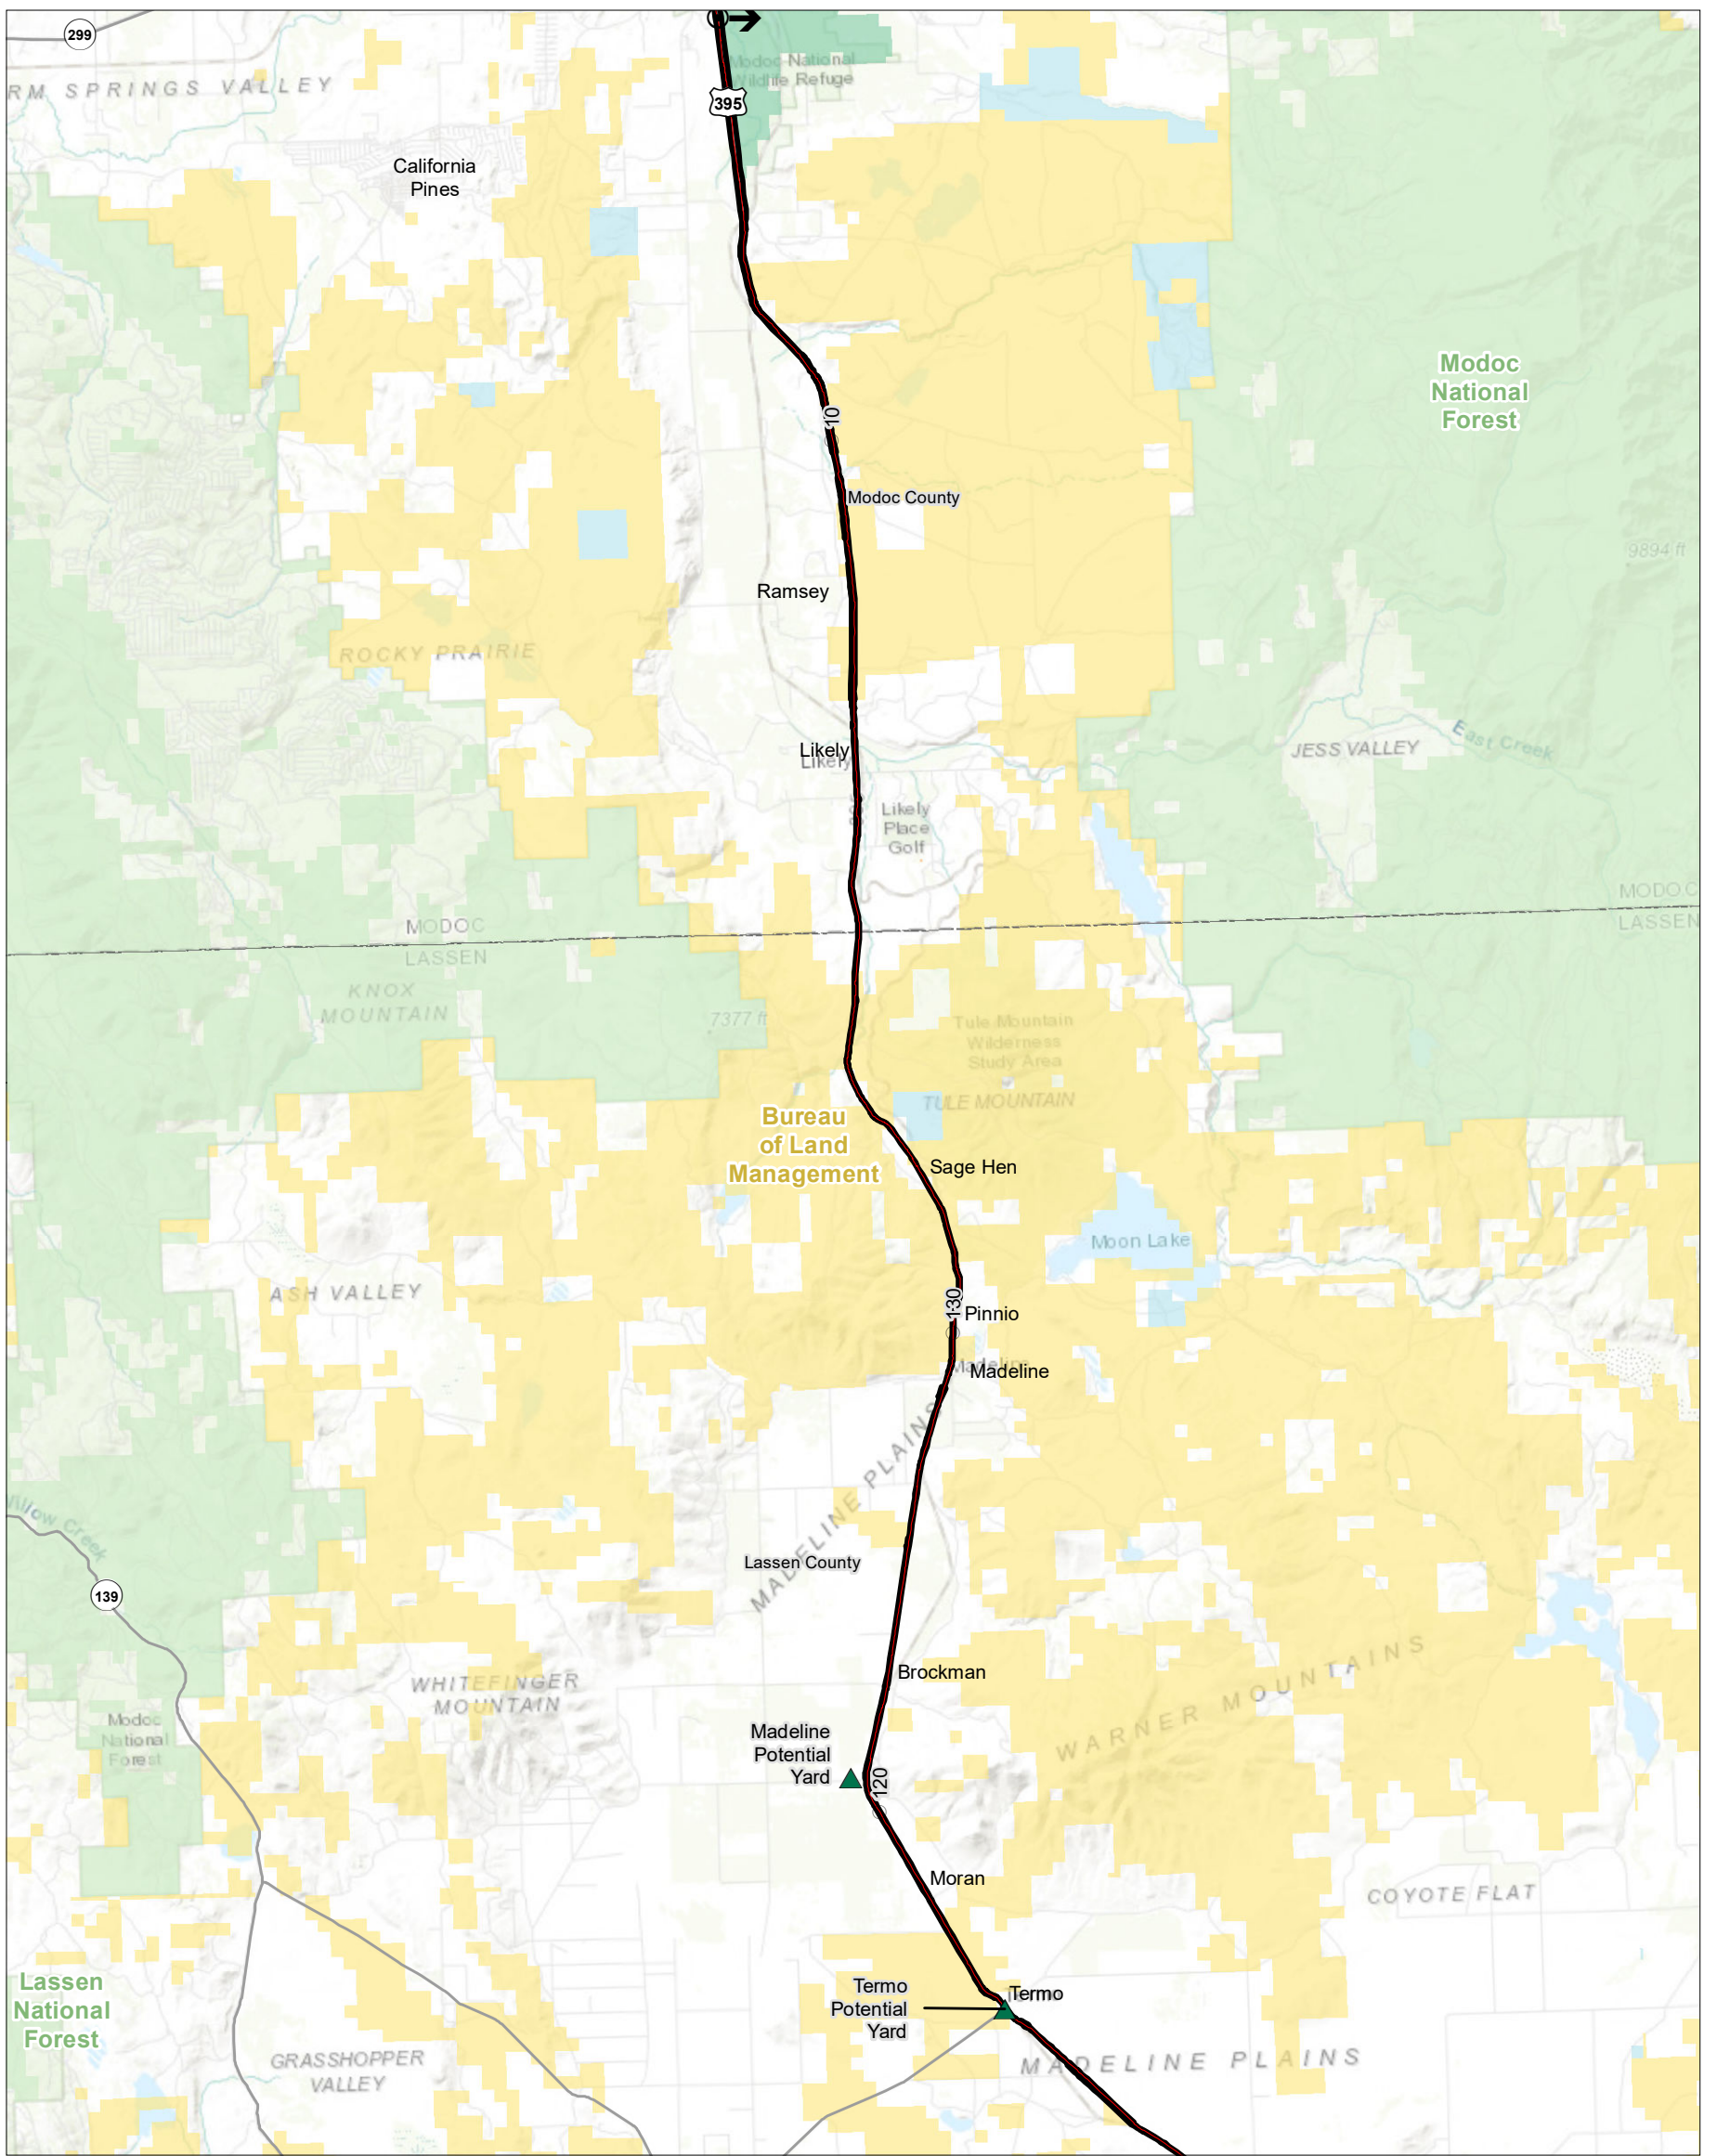 299
Modoc National
Wildlife Refuge
RM SPRINGS VALLEY
395
California
Pines
Modoc
National
Forest
10
Modoc County
9894 ft
Ramsey
ROCKY PRAIRIE
Likely
Likely
East Creek
JESS VALLEY
Likely
Place
Golf
MODOC
LASSEN
MODOC
LASSEN
KNOX
MOUNTAIN
7377 ft
Tule Mountain
Wilderness
Study Area
TULE MOUNTAIN
Bureau
of Land
Management
Sage Hen
Moon Lake
ASH VALLEY
130
Pinnio
Madeline
Madeline
MADELINE PLAINS
Willow Creek
Lassen County
139
WHITEFINGER
MOUNTAIN
Brockman
WARNER MOUNTAINS
Modoc
National
Forest
Madeline
Potential
Yard
120
Moran
COYOTE FLAT
Lassen
National
Forest
Termo
Potential
Yard
Termo
GRASSHOPPER
VALLEY
MADELINE PLAINS